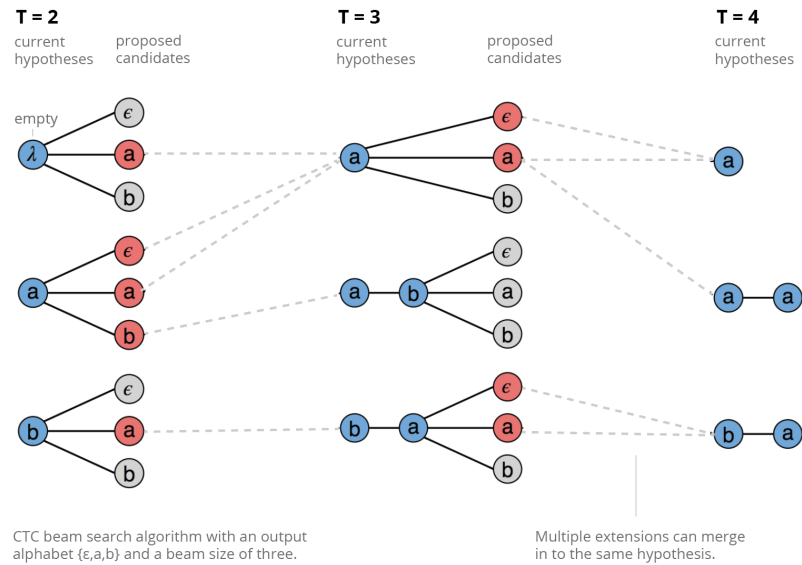 T = 2
T = 3
T = 4
current hypotheses
proposed candidates
current hypotheses
proposed candidates
current hypotheses
empty
λ
ϵ
a
b
a
ϵ
a
b
b
ϵ
a
b
a
ϵ
a
b
a b
ϵ
a
b
b a
ϵ
a
b
a
a a
b a
CTC beam search algorithm with an output
alphabet {ε,a,b} and a beam size of three.
Multiple extensions can merge
in to the same hypothesis.